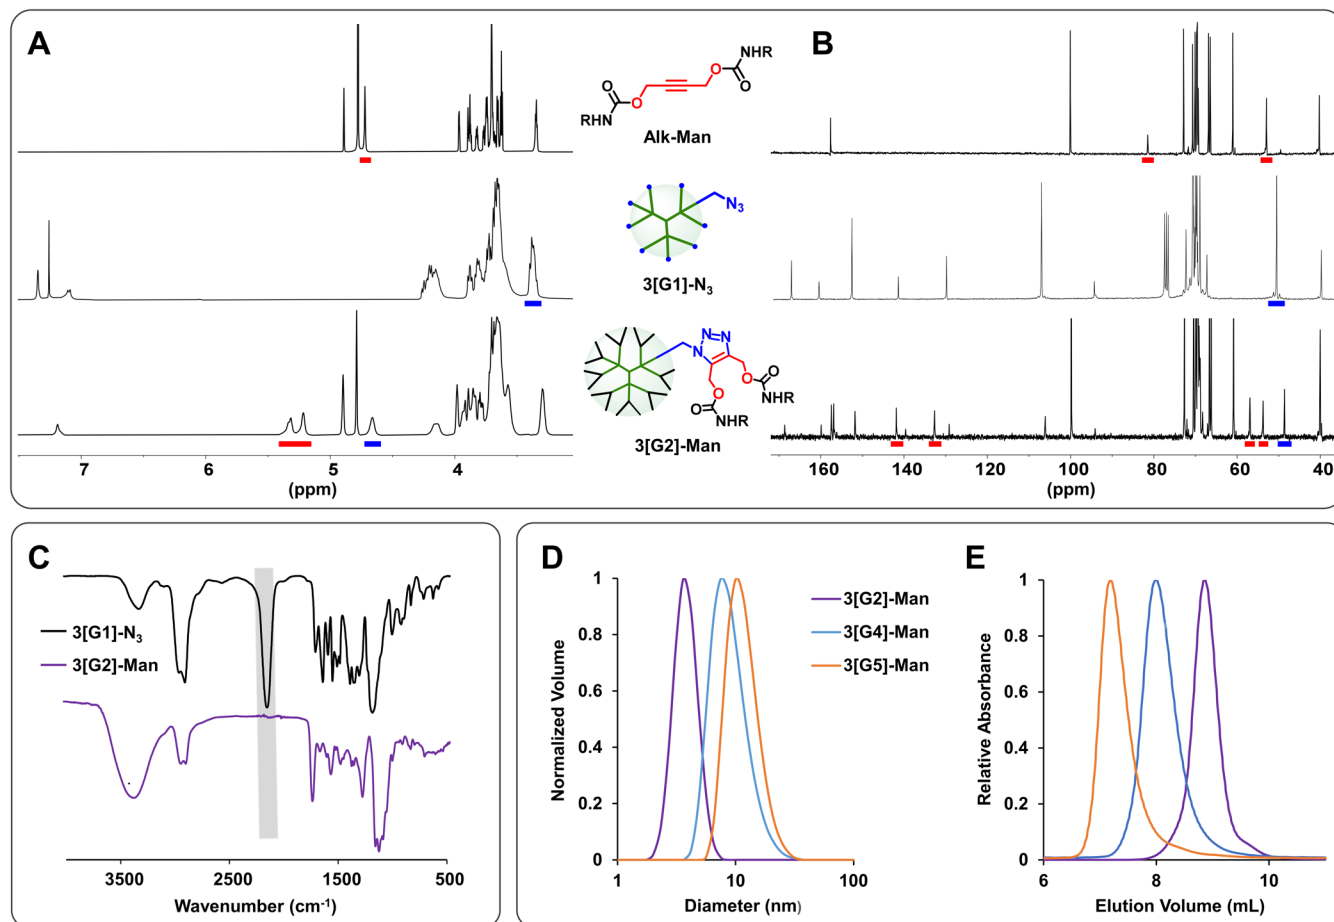 A
B
NHR
O
O
O
O
RHN
Alk-Man
N₃
3[G1]-N₃
N
N
N
O
O
NHR
O
O
NHR
3[G2]-Man
7 6 5 4
(ppm)
160 140 120 100 80 60 40
(ppm)
C
3[G1]-N₃
3[G2]-Man
3500 2500 1500 500
Wavenumber (cm⁻¹)
D
Normalized Volume
1
0.8
0.6
0.4
0.2
0
1 10 100
Diameter (nm)
3[G2]-Man
3[G4]-Man
3[G5]-Man
E
Relative Absorbance
1
0.8
0.6
0.4
0.2
0
6 8 10
Elution Volume (mL)